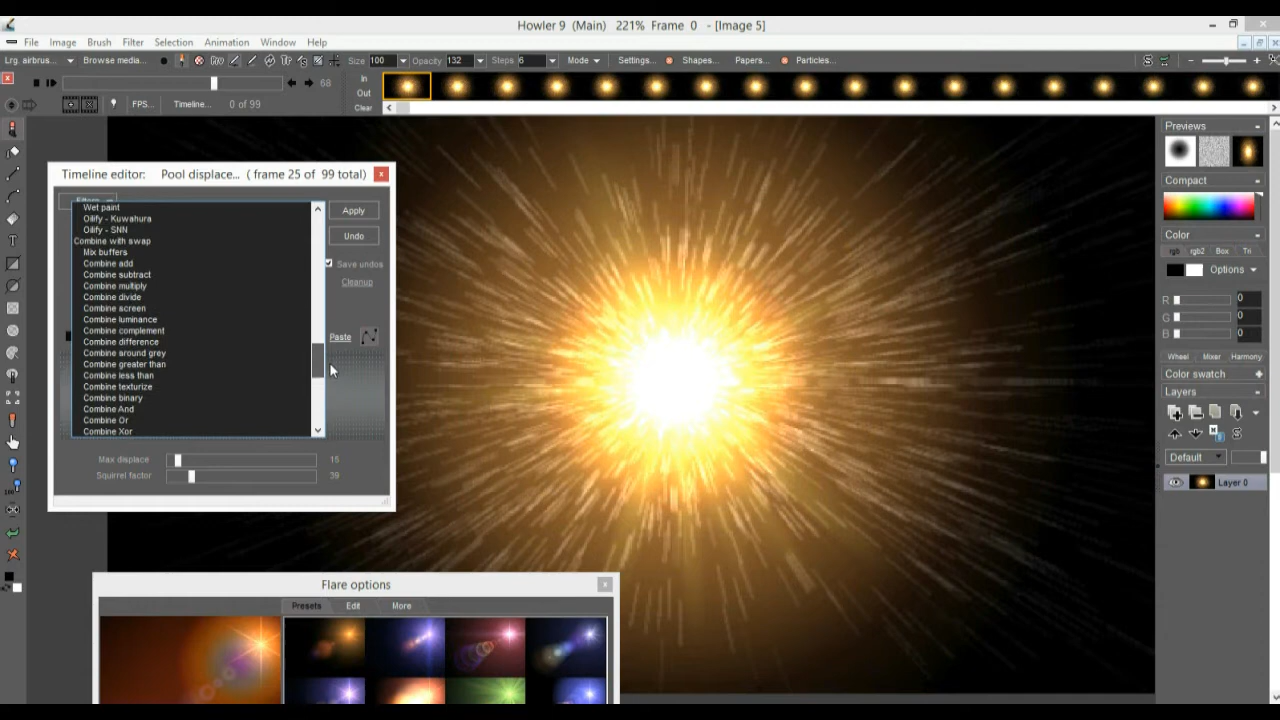 Howler 9 (Main) 221% Frame 0 - [Image 5]
File Image Brush Filter Selection Animation Window Help
Lrg. airbrus... Browse media... Size 100 Opacity 132 Steps 6 Mode Settings... Shapes... Papers... Particles...
68
In
Out
Clear
FPS... Timeline... 0 of 99
Timeline editor: Pool displace... ( frame 25 of 99 total)
Wet paint
Oilify - Kuwahura
Oilify - SNN
Combine with swap
Mix buffers
Combine add
Combine subtract
Combine multiply
Combine divide
Combine screen
Combine luminance
Combine complement
Combine difference
Combine around grey
Combine greater than
Combine less than
Combine texturize
Combine binary
Combine And
Combine Or
Combine Xor
Apply
Undo
Save undos
Cleanup
Paste
Max displace 15
Squirrel factor 39
Flare options
Presets Edit More
Previews
Compact
Color
rgb rgb2 Box Tri
Options
R 0
G 0
B 0
Wheel Mixer Harmony
Color swatch
Layers
Default
Layer 0
100